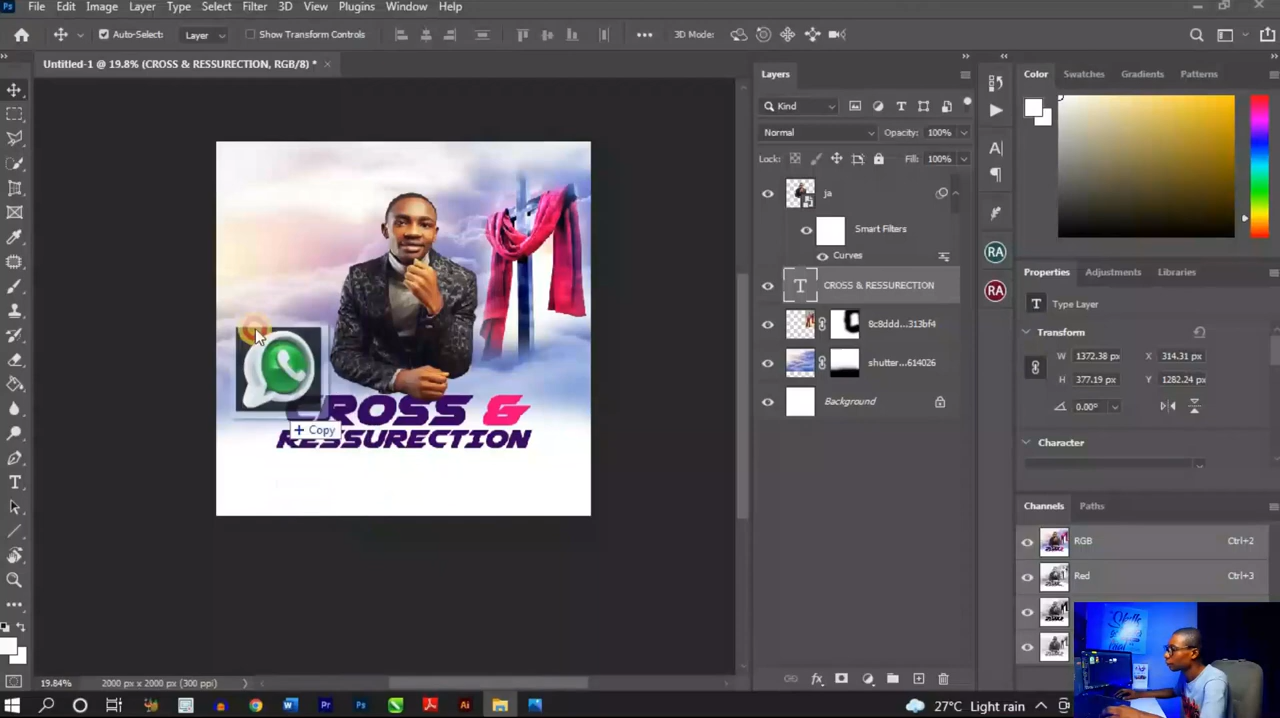 Ps File Edit Image Layer Type Select Filter 3D View Plugins Window Help
Auto-Select: Layer Show Transform Controls 3D Mode:
Untitled-1 @ 19.8% (CROSS & RESSURECTION, RGB/8) *
Layers
Kind
Normal Opacity: 100%
Lock: Fill: 100%
ja
Smart Filters
Curves
CROSS & RESSURECTION
8c8ddd...313bf4
shutter...614026
Background
Color Swatches Gradients Patterns
Properties Adjustments Libraries
Type Layer
Transform
W 1372.38 px X 314.31 px
H 377.19 px Y 1282.24 px
0.00°
Character
Channels Paths
RGB Ctrl+2
Red Ctrl+3
RA
RA
CROSS &
RESSURECTION
+ Copy
19.84% 2000 px x 2000 px (300 ppi)
27°C Light rain